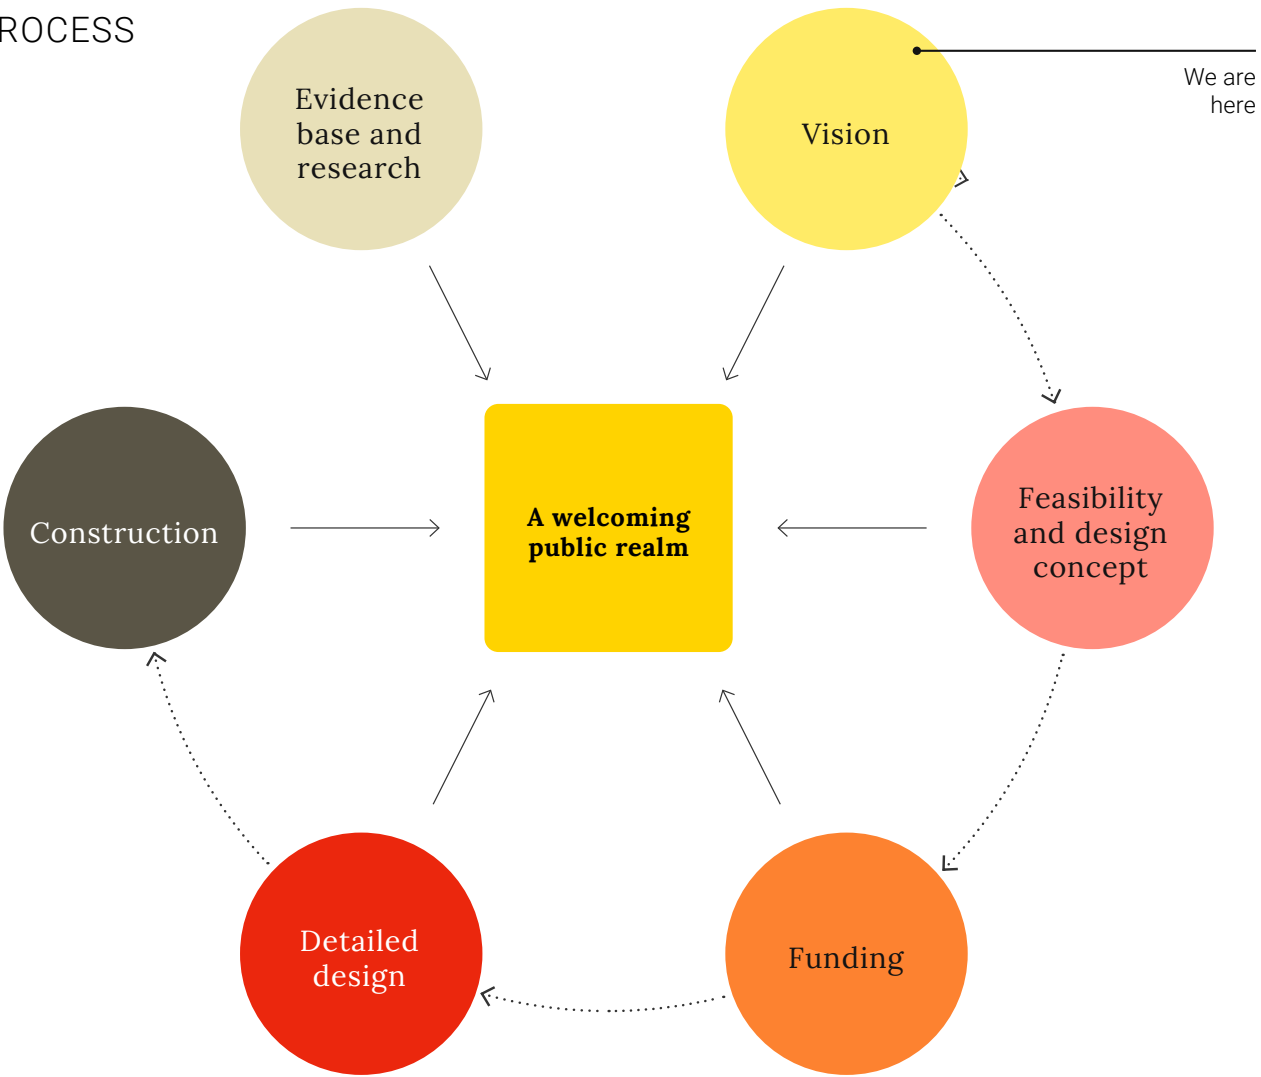 ROCESS
Evidence
base and
research
Vision
We are
here
Construction
A welcoming
public realm
Feasibility
and design
concept
Detailed
design
Funding